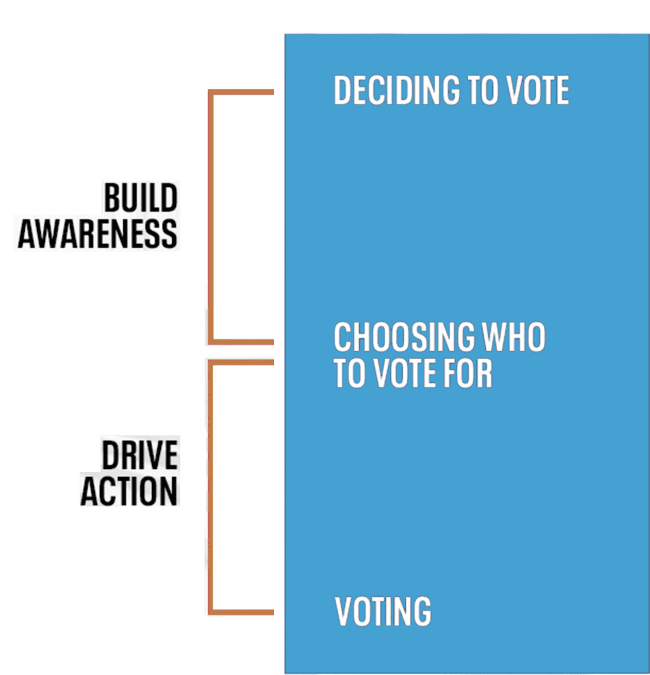 DECIDING TO VOTE
BUILD
AWARENESS
CHOOSING WHO
TO VOTE FOR
DRIVE
ACTION
VOTING